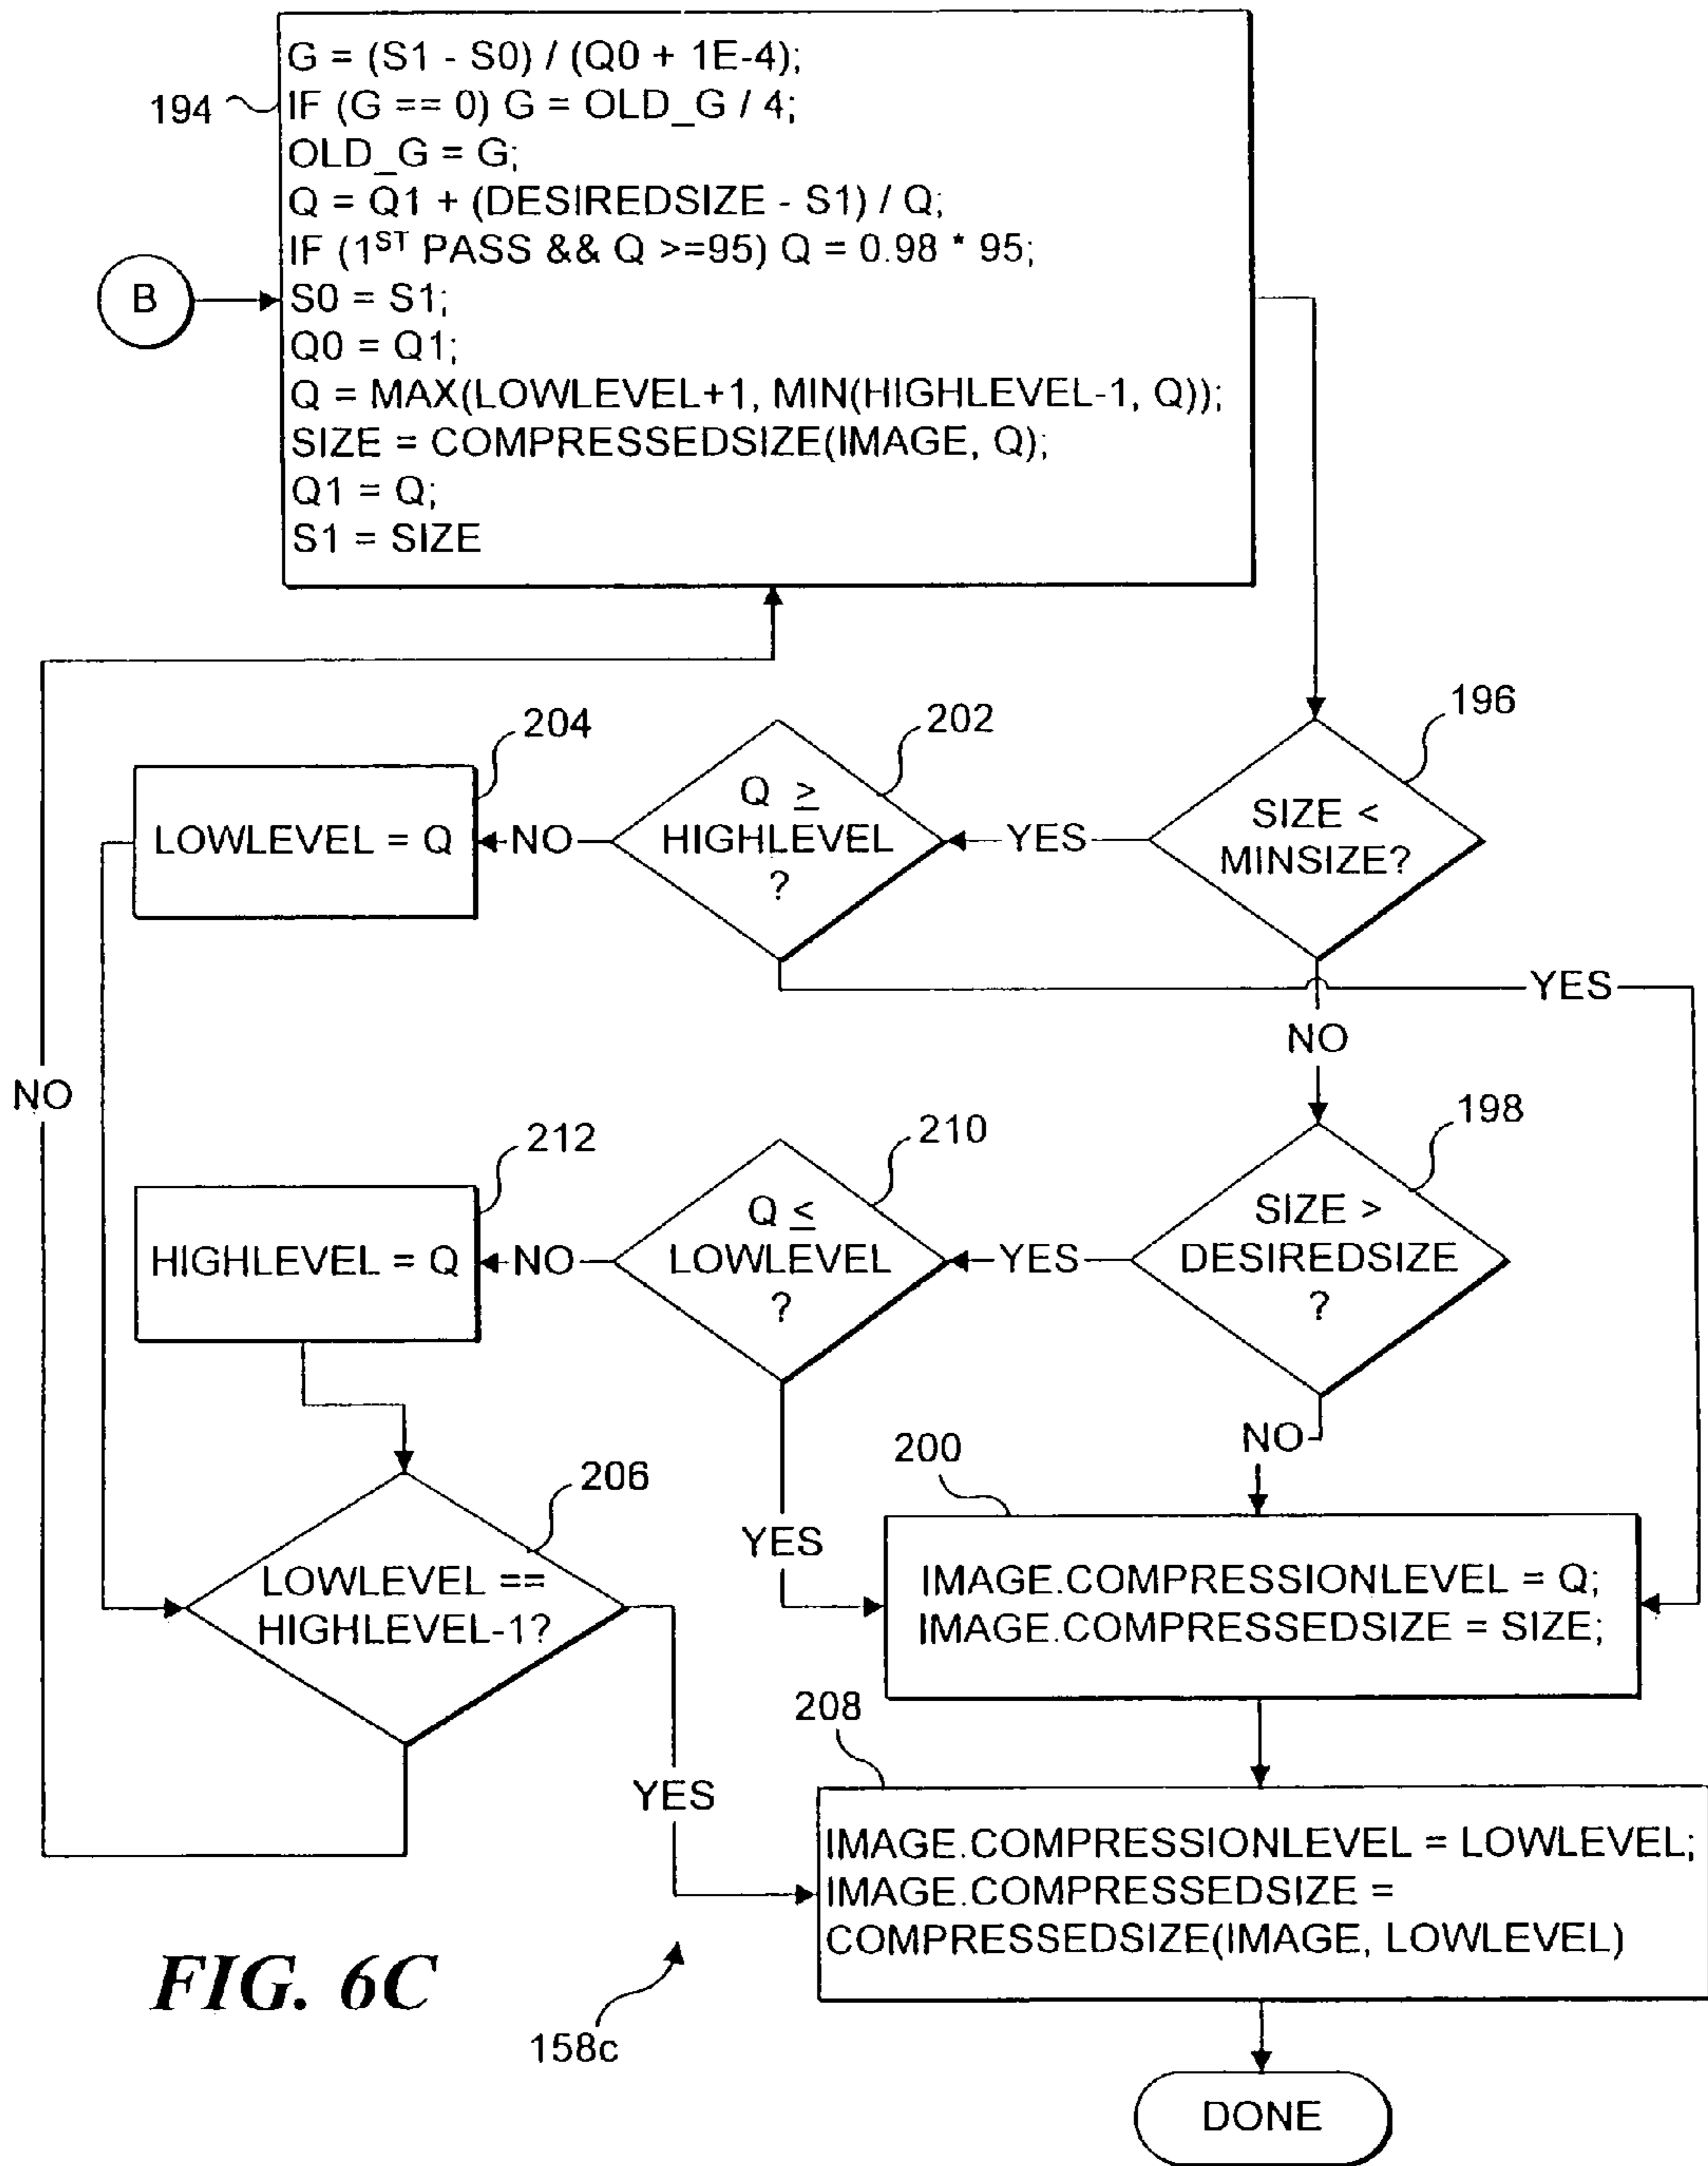 G = (S1 - S0) / (Q0 + 1E-4);
IF (G == 0) G = OLD_G / 4;
OLD_G = G;
Q = Q1 + (DESIREDSIZE - S1) / Q;
IF (1ST PASS && Q >=95) Q = 0.98 * 95;
S0 = S1;
Q0 = Q1;
Q = MAX(LOWLEVEL+1, MIN(HIGHLEVEL-1, Q));
SIZE = COMPRESSEDSIZE(IMAGE, Q);
Q1 = Q;
S1 = SIZE
194
B
196
202
204
SIZE <
MINSIZE?
YES
Q ≥
HIGHLEVEL
?
NO
LOWLEVEL = Q
YES
NO
NO
198
210
212
SIZE >
DESIREDSIZE
?
YES
Q ≤
LOWLEVEL
?
NO
HIGHLEVEL = Q
NO
200
206
YES
IMAGE.COMPRESSIONLEVEL = Q;
IMAGE.COMPRESSEDSIZE = SIZE;
LOWLEVEL ==
HIGHLEVEL-1?
208
YES
IMAGE.COMPRESSIONLEVEL = LOWLEVEL;
IMAGE.COMPRESSEDSIZE =
COMPRESSEDSIZE(IMAGE, LOWLEVEL)
FIG. 6C
158c
DONE